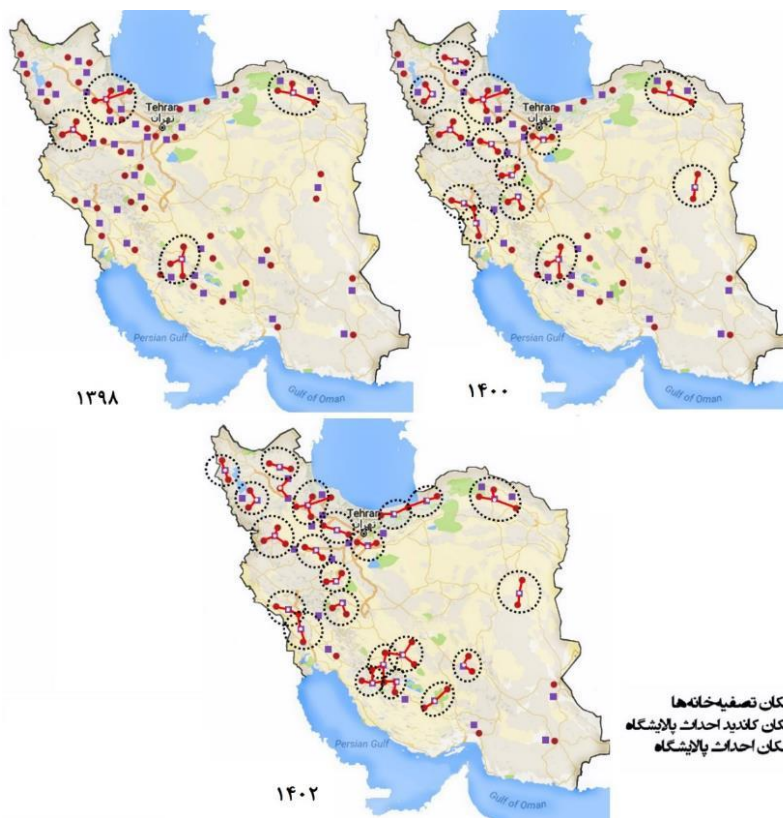 Tehran
تهران
Persian Gulf
Gulf of Oman
۱۳۹۸
Tehran
تهران
Persian Gulf
Gulf of Oman
۱۴۰۰
Tehran
تهران
Persian Gulf
Gulf of Oman
۱۴۰۲
کان تصفیه‌خانه‌ها
کان کاندید احداث پالایشگاه
کان احداث پالایشگاه